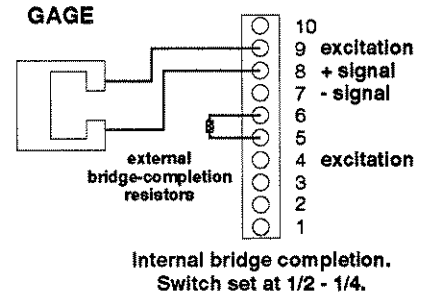 GAGE
10
9 excitation
8 + signal
7 - signal
6
5
4 excitation
3
2
1
external
bridge-completion
resistors
Internal bridge completion.
Switch set at 1/2 - 1/4.